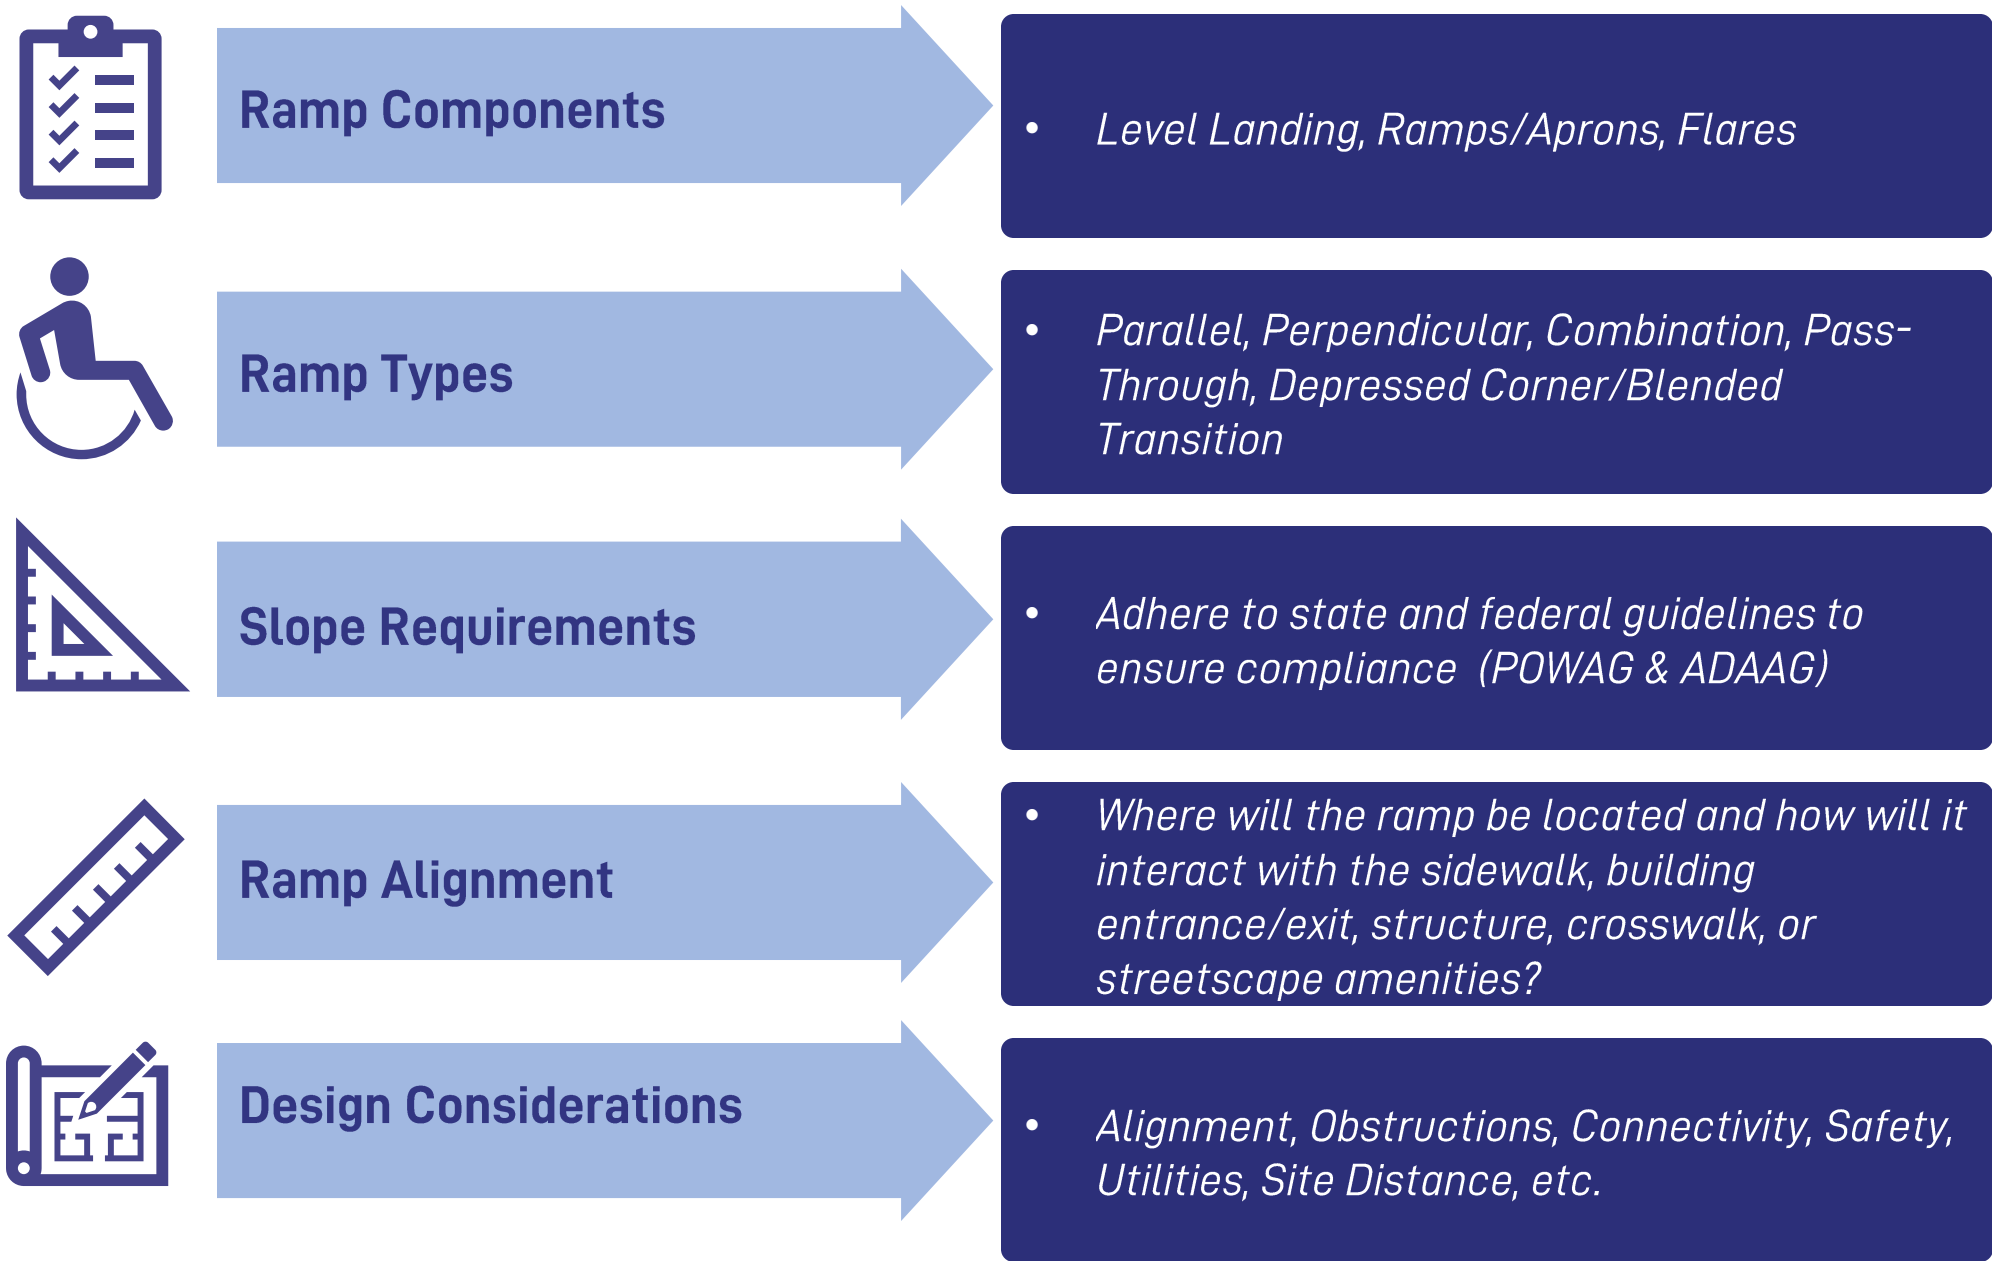 Ramp Components
• Level Landing, Ramps/Aprons, Flares
Ramp Types
• Parallel, Perpendicular, Combination, Pass-
Through, Depressed Corner/Blended
Transition
Slope Requirements
• Adhere to state and federal guidelines to
ensure compliance (POWAG & ADAAG)
Ramp Alignment
• Where will the ramp be located and how will it
interact with the sidewalk, building
entrance/exit, structure, crosswalk, or
streetscape amenities?
Design Considerations
• Alignment, Obstructions, Connectivity, Safety,
Utilities, Site Distance, etc.